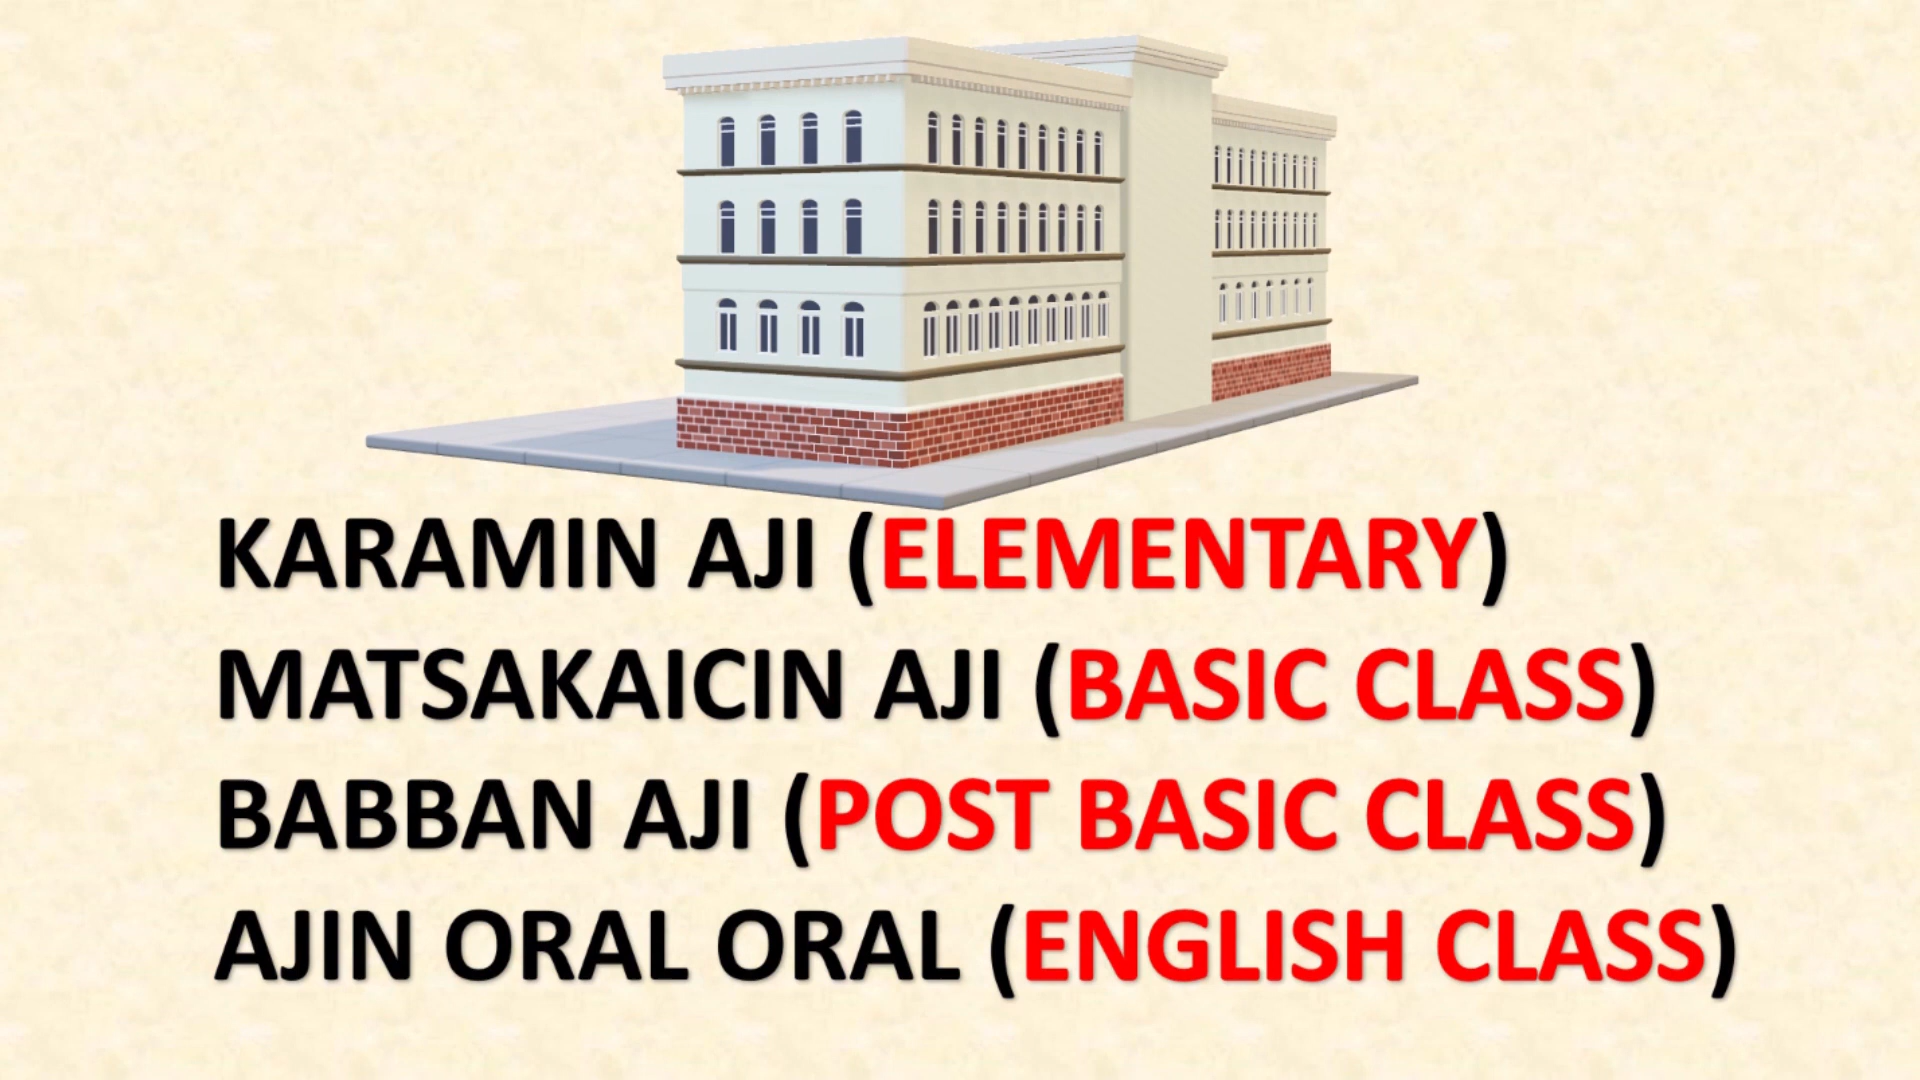 KARAMIN AJI (ELEMENTARY)
MATSAKAICIN AJI (BASIC CLASS)
BABBAN AJI (POST BASIC CLASS)
AJIN ORAL ORAL (ENGLISH CLASS)